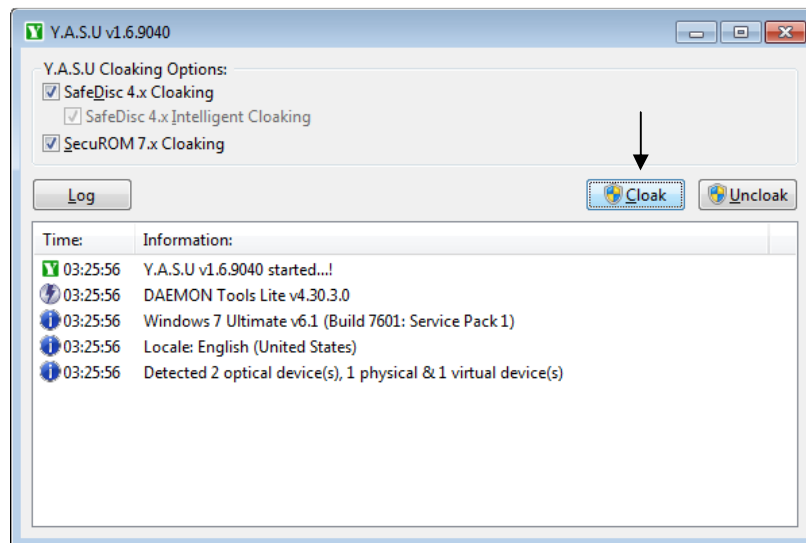 Y.A.S.U v1.6.9040
Y.A.S.U Cloaking Options:
SafeDisc 4.x Cloaking
SafeDisc 4.x Intelligent Cloaking
SecuROM 7.x Cloaking
Log Cloak Uncloak
Time: Information:
03:25:56 Y.A.S.U v1.6.9040 started...!
03:25:56 DAEMON Tools Lite v4.30.3.0
03:25:56 Windows 7 Ultimate v6.1 (Build 7601: Service Pack 1)
03:25:56 Locale: English (United States)
03:25:56 Detected 2 optical device(s), 1 physical & 1 virtual device(s)